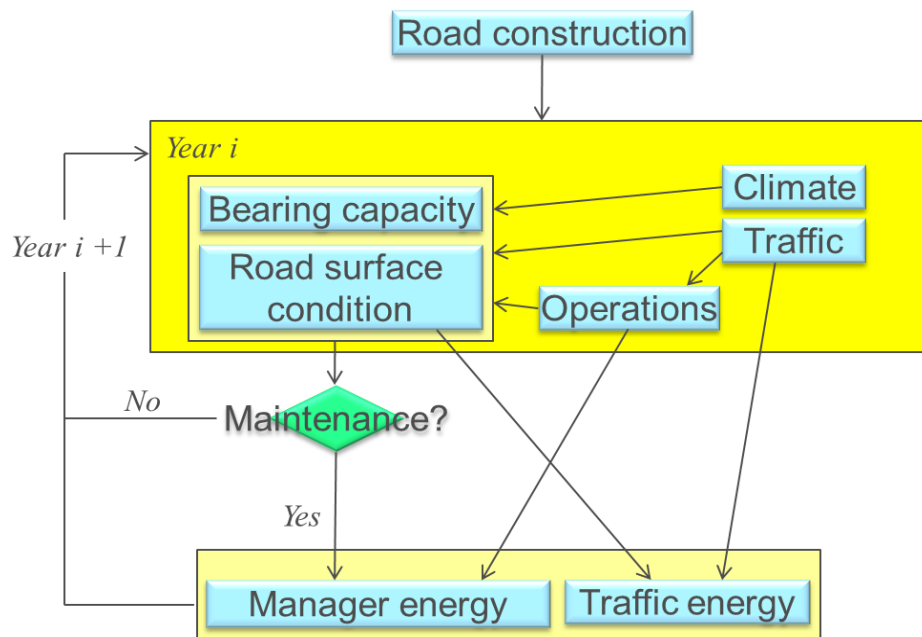 Road construction
Year i
Climate
Bearing capacity
Traffic
Year i +1
Road surface
condition
Operations
No
Maintenance?
Yes
Manager energy
Traffic energy